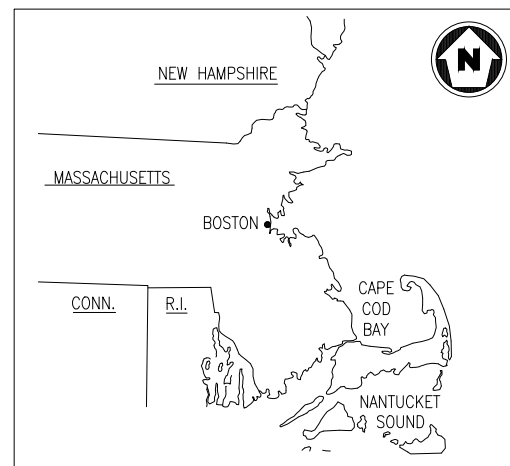 N
NEW HAMPSHIRE
MASSACHUSETTS
BOSTON
CAPE
COD
BAY
CONN.
R.I.
NANTUCKET
SOUND